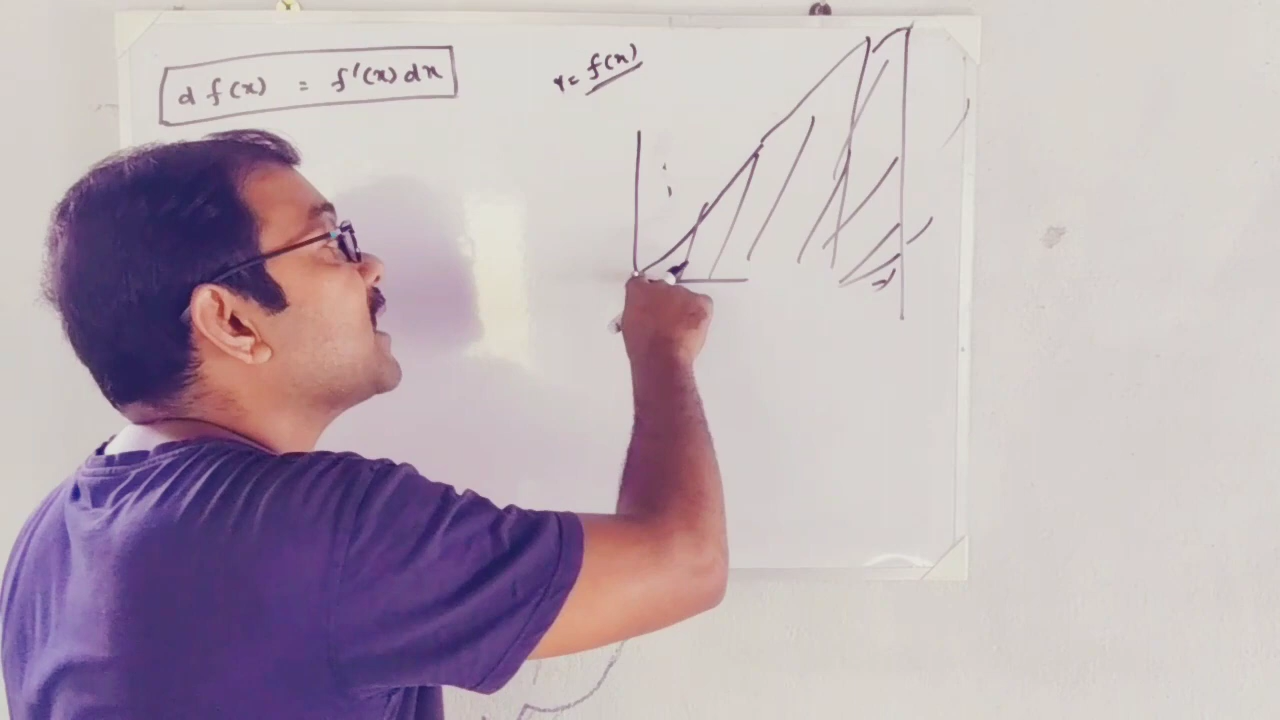 d f(x) = f'(x) dx
Y = f(x)